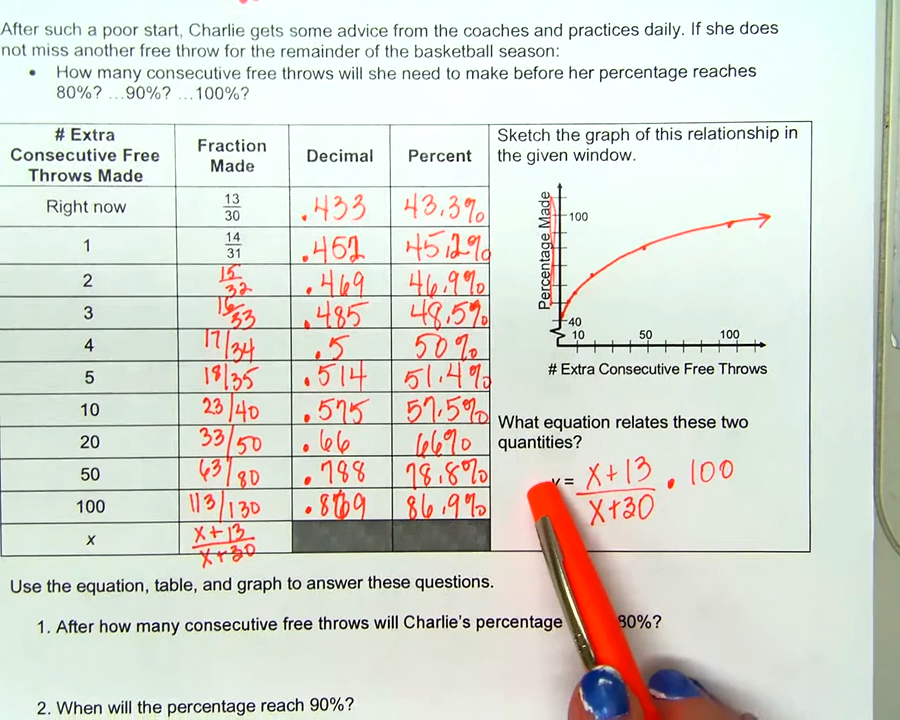 After such a poor start, Charlie gets some advice from the coaches and practices daily. If she does
not miss another free throw for the remainder of the basketball season:
• How many consecutive free throws will she need to make before her percentage reaches
80%? …90%? …100%?
# Extra
Consecutive Free
Throws Made
Fraction
Made
Decimal
Percent
Right now
13/30
.433
43.3%
1
14/31
.452
45.2%
2
15/32
.469
46.9%
3
16/33
.485
48.5%
4
17/34
.5
50%
5
18/35
.514
51.4%
10
23/40
.575
57.5%
20
33/50
.66
66%
50
63/80
.788
78.8%
100
113/130
.869
86.9%
x
x+13
x+30
Sketch the graph of this relationship in
the given window.
Percentage Made
100
40
10 50 100
# Extra Consecutive Free Throws
What equation relates these two
quantities?
= x+13 • 100
x+30
Use the equation, table, and graph to answer these questions.
1. After how many consecutive free throws will Charlie's percentage 80%?
2. When will the percentage reach 90%?